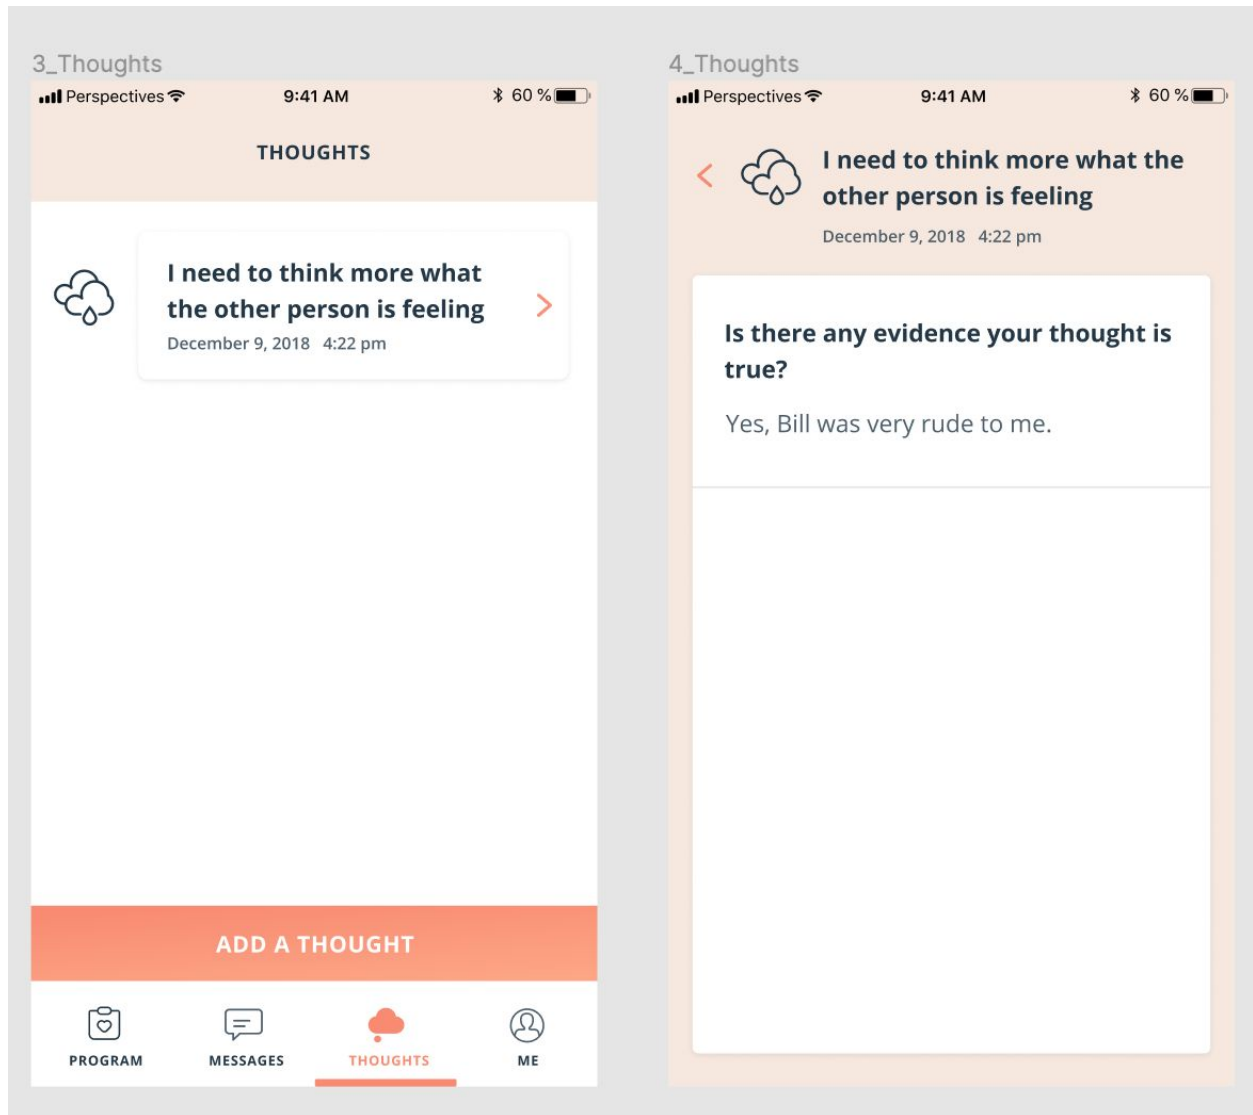 3_Thoughts
Perspectives 9:41 AM 60 %
THOUGHTS
I need to think more what
the other person is feeling
December 9, 2018 4:22 pm
ADD A THOUGHT
PROGRAM MESSAGES THOUGHTS ME
4_Thoughts
Perspectives 9:41 AM 60 %
I need to think more what the
other person is feeling
December 9, 2018 4:22 pm
Is there any evidence your thought is
true?
Yes, Bill was very rude to me.